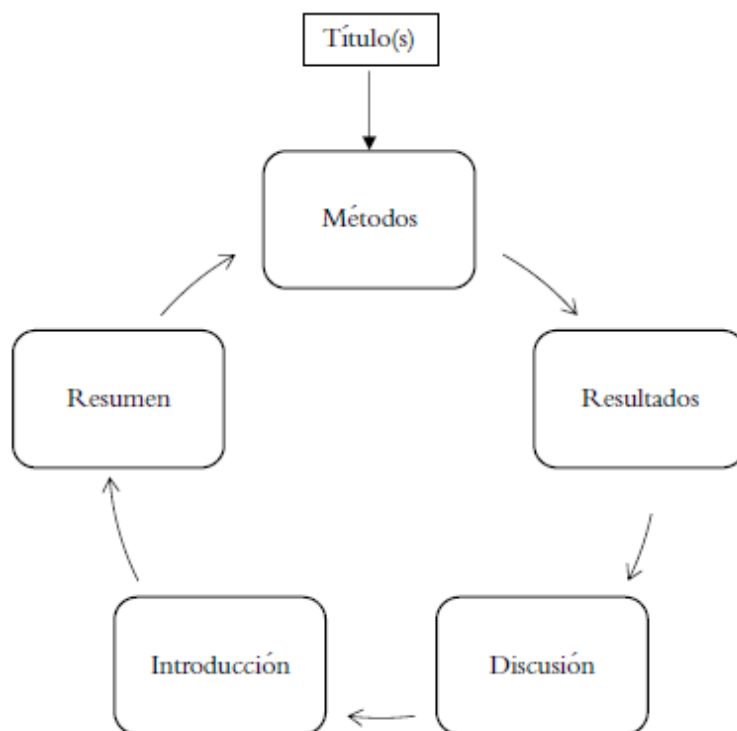 Título(s)
Métodos
Resumen
Resultados
Introducción
Discusión